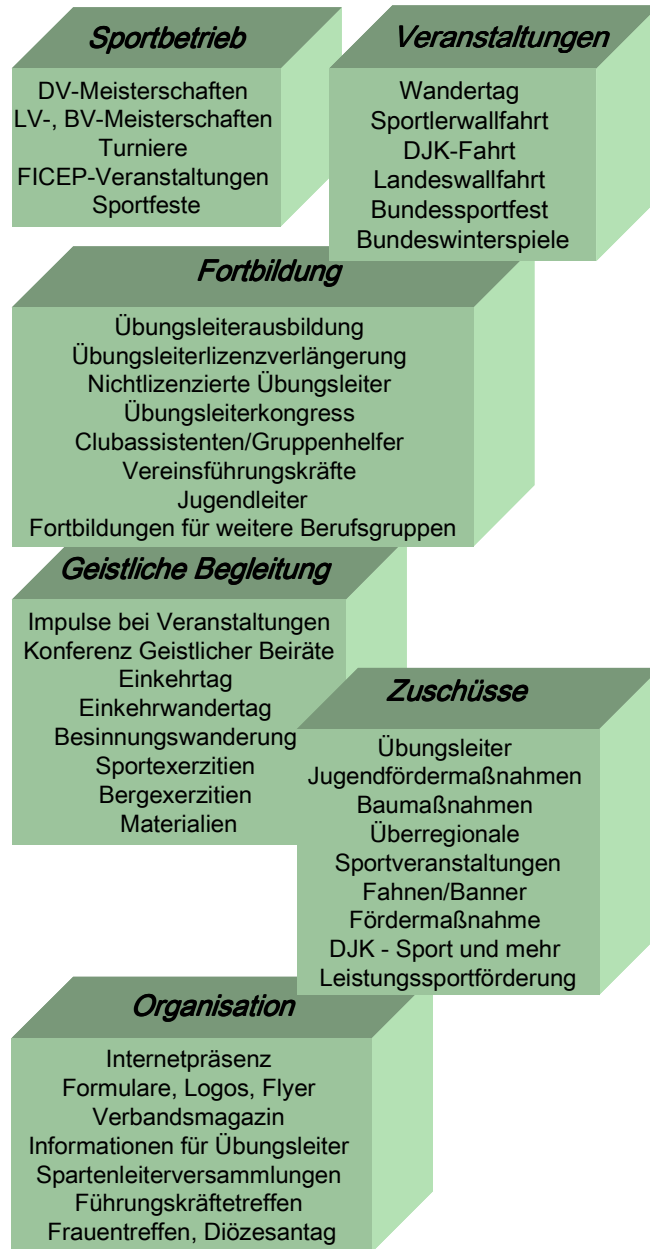 Sportbetrieb
DV-Meisterschaften
LV-, BV-Meisterschaften
Turniere
FICEP-Veranstaltungen
Sportfeste
Veranstaltungen
Wandertag
Sportlerwallfahrt
DJK-Fahrt
Landeswallfahrt
Bundessportfest
Bundeswinterspiele
Fortbildung
Übungsleiterausbildung
Übungsleiterlizenzverlängerung
Nichtlizenzierte Übungsleiter
Übungsleiterkongress
Clubassistenten/Gruppenhelfer
Vereinsführungskräfte
Jugendleiter
Fortbildungen für weitere Berufsgruppen
Geistliche Begleitung
Impulse bei Veranstaltungen
Konferenz Geistlicher Beiräte
Einkehrtag
Einkehrwandertag
Besinnungswanderung
Sportexerzitien
Bergexerzitien
Materialien
Zuschüsse
Übungsleiter
Jugendfördermaßnahmen
Baumaßnahmen
Überregionale
Sportveranstaltungen
Fahnen/Banner
Fördermaßnahme
DJK - Sport und mehr
Leistungssportförderung
Organisation
Internetpräsenz
Formulare, Logos, Flyer
Verbandsmagazin
Informationen für Übungsleiter
Spartenleiterversammlungen
Führungskräftetreffen
Frauentreffen, Diözesantag